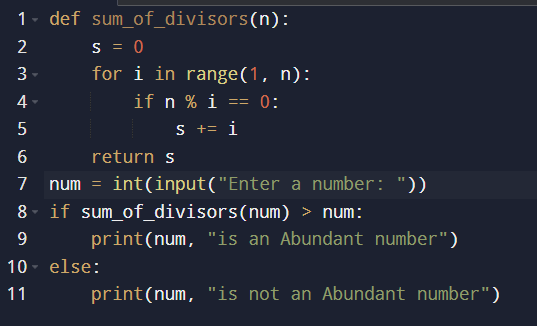 1 def sum_of_divisors(n):
2     s = 0
3     for i in range(1, n):
4         if n % i == 0:
5             s += i
6     return s
7 num = int(input("Enter a number: "))
8 if sum_of_divisors(num) > num:
9     print(num, "is an Abundant number")
10 else:
11     print(num, "is not an Abundant number")